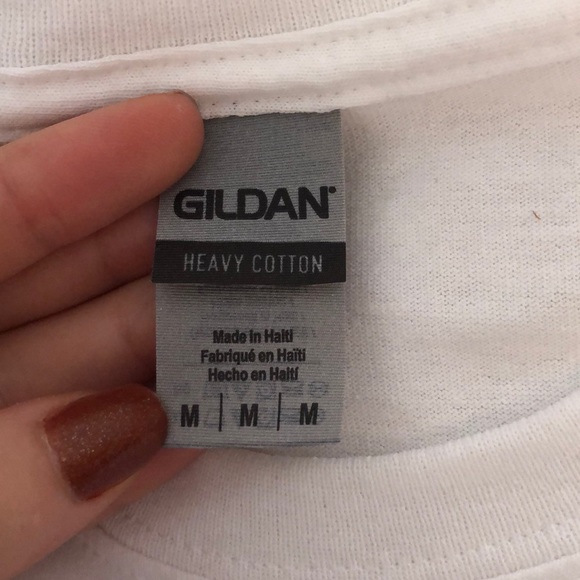 GILDAN®
HEAVY COTTON
Made in Haiti
Fabriqué en Haïti
Hecho en Haití
M | M | M